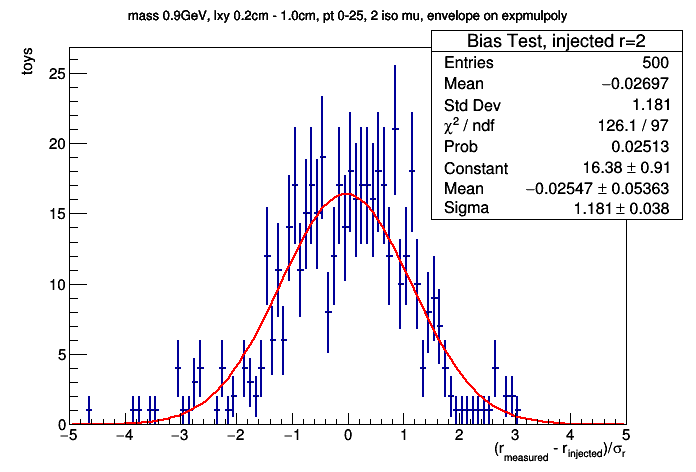 mass 0.9GeV, lxy 0.2cm - 1.0cm, pt 0-25, 2 iso mu, envelope on expmulpoly
toys
Bias Test, injected r=2
Entries 500
Mean −0.02697
Std Dev 1.181
χ² / ndf 126.1 / 97
Prob 0.02513
Constant 16.38 ± 0.91
Mean −0.02547 ± 0.05363
Sigma 1.181 ± 0.038
25
20
15
10
5
0
−5 −4 −3 −2 −1 0 1 2 3 4 5
(r_measured - r_injected)/σ_r